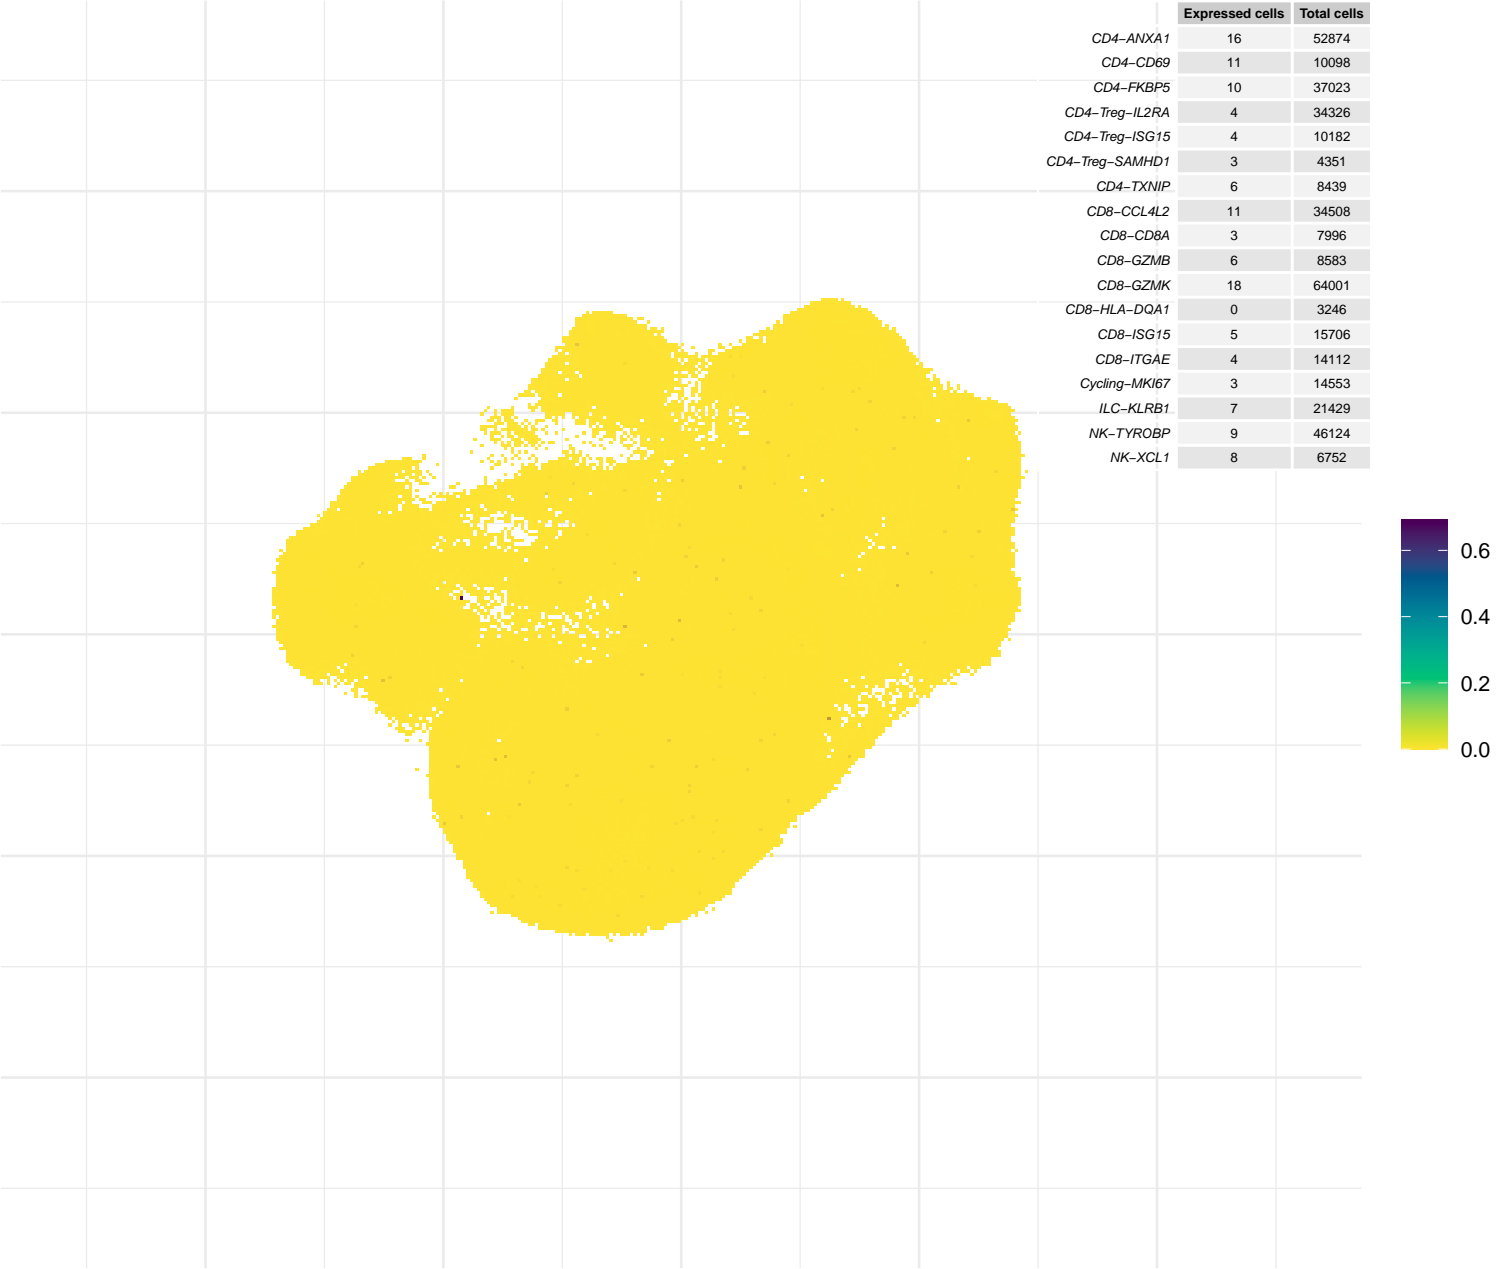 Expressed cells Total cells
CD4−ANXA1 16 52874
CD4−CD69 11 10098
CD4−FKBP5 10 37023
CD4−Treg−IL2RA 4 34326
CD4−Treg−ISG15 4 10182
CD4−Treg−SAMHD1 3 4351
CD4−TXNIP 6 8439
CD8−CCL4L2 11 34508
CD8−CD8A 3 7996
CD8−GZMB 6 8583
CD8−GZMK 18 64001
CD8−HLA−DQA1 0 3246
CD8−ISG15 5 15706
CD8−ITGAE 4 14112
Cycling−MKI67 3 14553
ILC−KLRB1 7 21429
NK−TYROBP 9 46124
NK−XCL1 8 6752
0.6
0.4
0.2
0.0